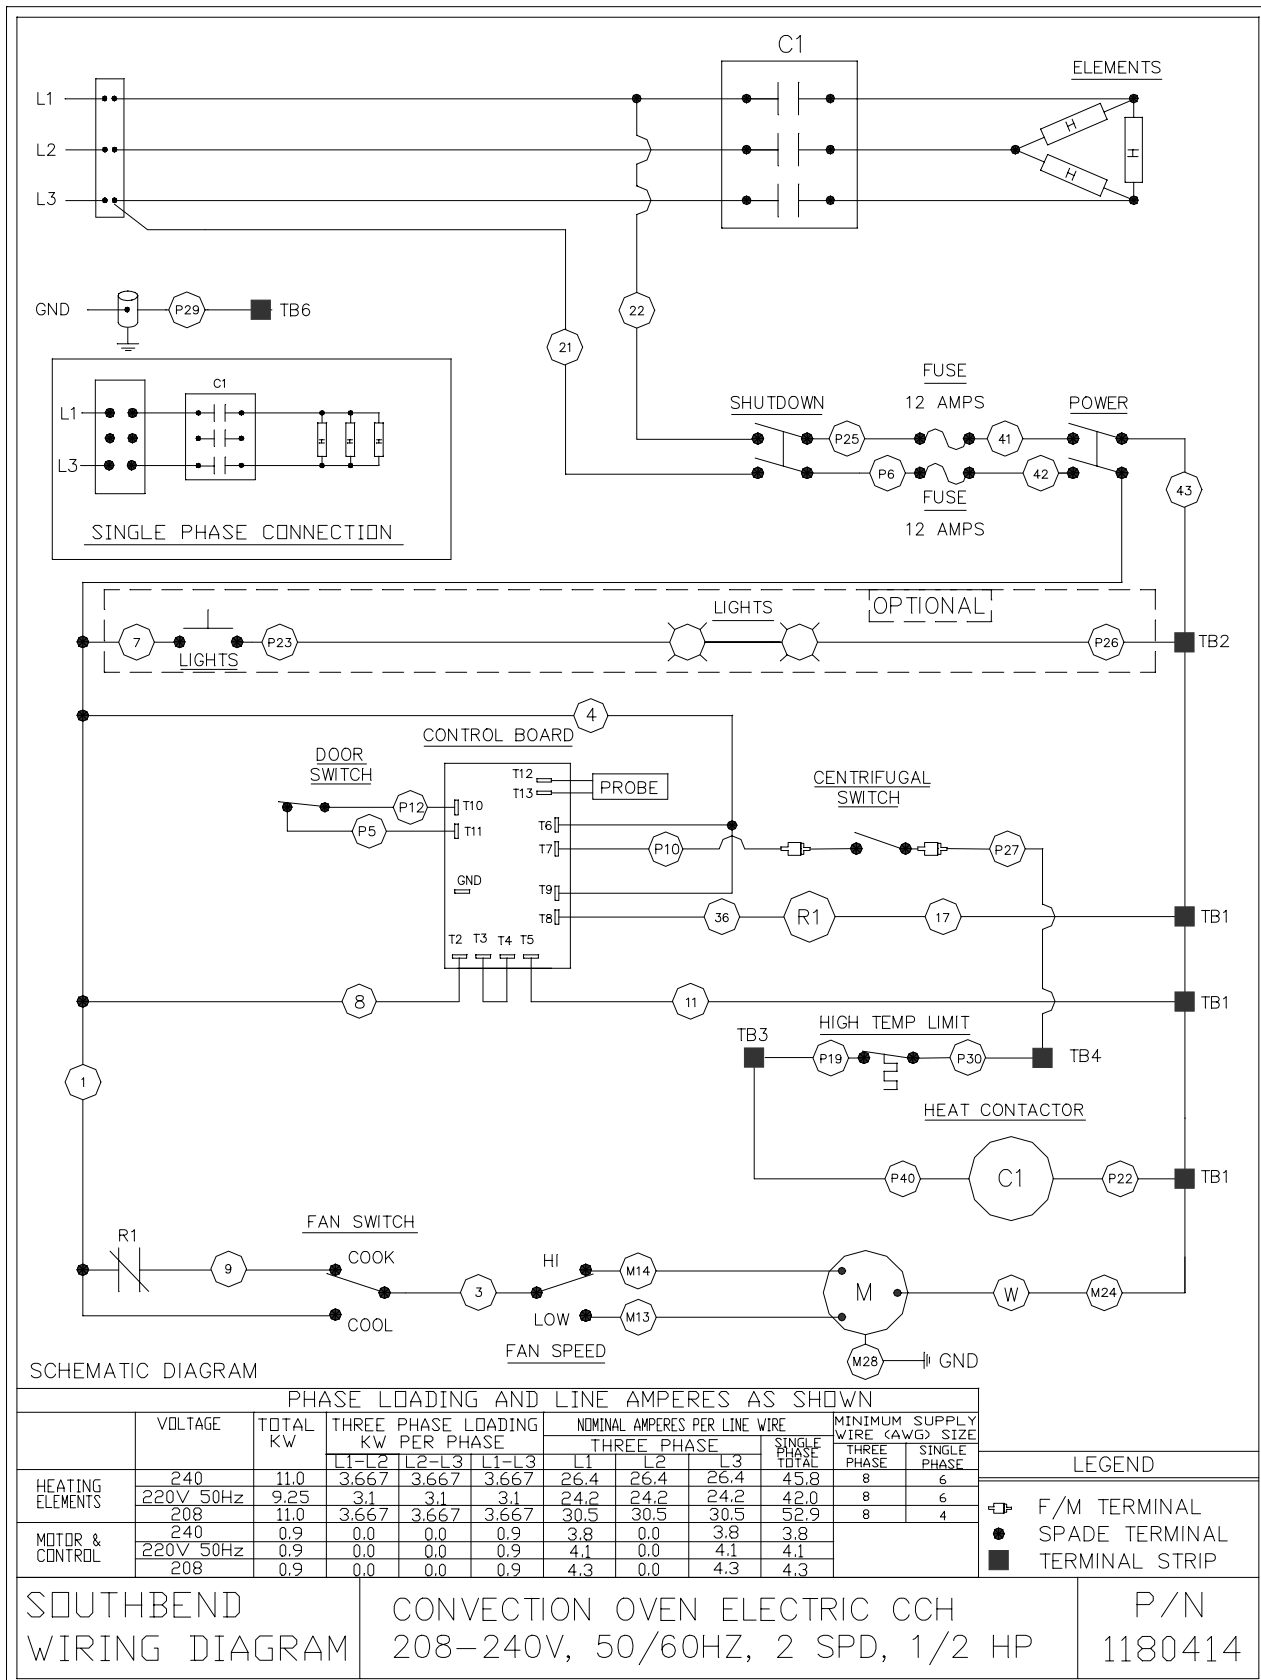 C1
ELEMENTS
L1
H
L2
H
H
L3
GND
P29
TB6
22
21
C1
L1
H H H
L3
SINGLE PHASE CONNECTION
FUSE
SHUTDOWN
12 AMPS
POWER
P25
41
P6
42
43
FUSE
12 AMPS
OPTIONAL
LIGHTS
7
P23
P26
TB2
LIGHTS
4
CONTROL BOARD
DOOR
SWITCH
T12
T13
PROBE
CENTRIFUGAL
SWITCH
P12
T10
P5
T11
T6
T7
P10
P27
GND
T9
T8
36
R1
17
TB1
T2 T3 T4 T5
8
11
TB1
HIGH TEMP LIMIT
TB3
P19
P30
TB4
1
HEAT CONTACTOR
P40
C1
P22
TB1
FAN SWITCH
R1
COOK
HI
9
M14
3
M
W
M24
COOL
LOW
M13
FAN SPEED
M28
GND
SCHEMATIC DIAGRAM
PHASE LOADING AND LINE AMPERES AS SHOWN
VOLTAGE
TOTAL
KW
THREE PHASE LOADING
KW PER PHASE
NOMINAL AMPERES PER LINE WIRE
MINIMUM SUPPLY
WIRE (AWG) SIZE
THREE PHASE
SINGLE
PHASE
TOTAL
THREE
PHASE
SINGLE
PHASE
L1-L2 L2-L3 L1-L3 L1 L2 L3
HEATING
ELEMENTS
240 11.0 3.667 3.667 3.667 26.4 26.4 26.4 45.8 8 6
220V 50Hz 9.25 3.1 3.1 3.1 24.2 24.2 24.2 42.0 8 6
208 11.0 3.667 3.667 3.667 30.5 30.5 30.5 52.9 8 4
MOTOR &
CONTROL
240 0.9 0.0 0.0 0.9 3.8 0.0 3.8 3.8
220V 50Hz 0.9 0.0 0.0 0.9 4.1 0.0 4.1 4.1
208 0.9 0.0 0.0 0.9 4.3 0.0 4.3 4.3
LEGEND
F/M TERMINAL
SPADE TERMINAL
TERMINAL STRIP
SOUTHBEND
WIRING DIAGRAM
CONVECTION OVEN ELECTRIC CCH
208-240V, 50/60HZ, 2 SPD, 1/2 HP
P/N
1180414